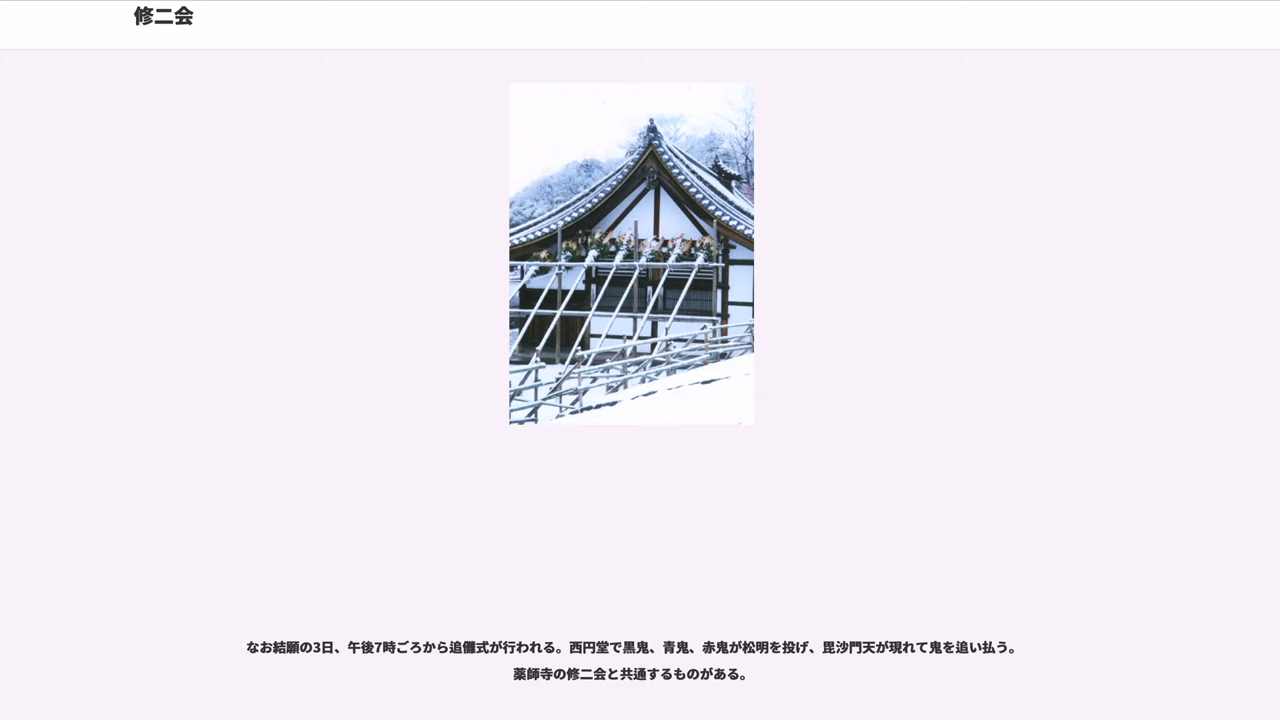 修二会
なお結願の3日、午後7時ごろから追儺式が行われる。西円堂で黒鬼、青鬼、赤鬼が松明を投げ、毘沙門天が現れて鬼を追い払う。
薬師寺の修二会と共通するものがある。